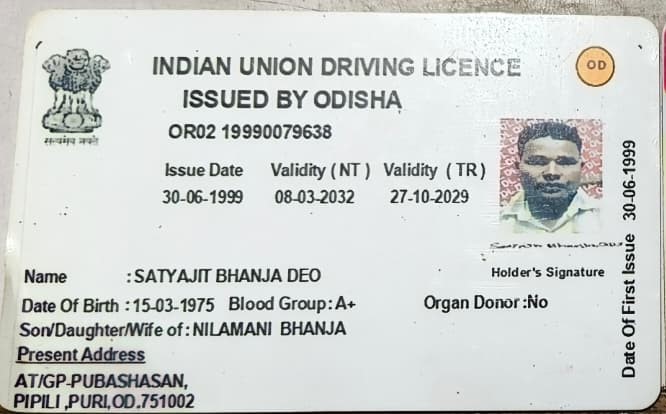 INDIAN UNION DRIVING LICENCE
ISSUED BY ODISHA
OD
सत्यमेव जयते
OR02 19990079638
Issue Date Validity ( NT ) Validity ( TR )
30-06-1999 08-03-2032 27-10-2029
Holder's Signature
Date Of First Issue 30-06-1999
Name : SATYAJIT BHANJA DEO
Date Of Birth : 15-03-1975 Blood Group : A+ Organ Donor :No
Son/Daughter/Wife of : NILAMANI BHANJA
Present Address
AT/GP-PUBASHASAN,
PIPILI ,PURI,OD.751002